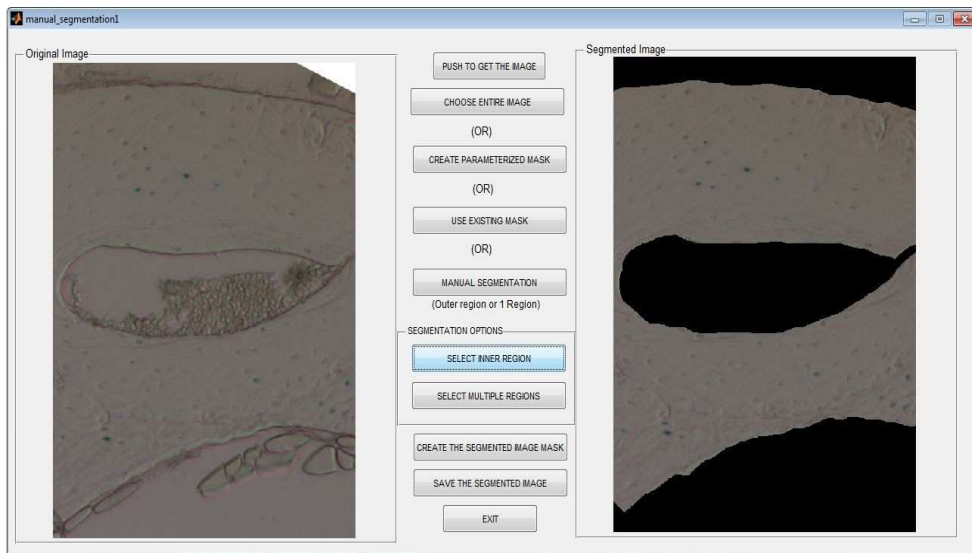 manual_segmentation1
Original Image
PUSH TO GET THE IMAGE
CHOOSE ENTIRE IMAGE
(OR)
CREATE PARAMETERIZED MASK
(OR)
USE EXISTING MASK
(OR)
MANUAL SEGMENTATION
(Outer region or 1 Region)
SEGMENTATION OPTIONS
SELECT INNER REGION
SELECT MULTIPLE REGIONS
CREATE THE SEGMENTED IMAGE MASK
SAVE THE SEGMENTED IMAGE
EXIT
Segmented Image